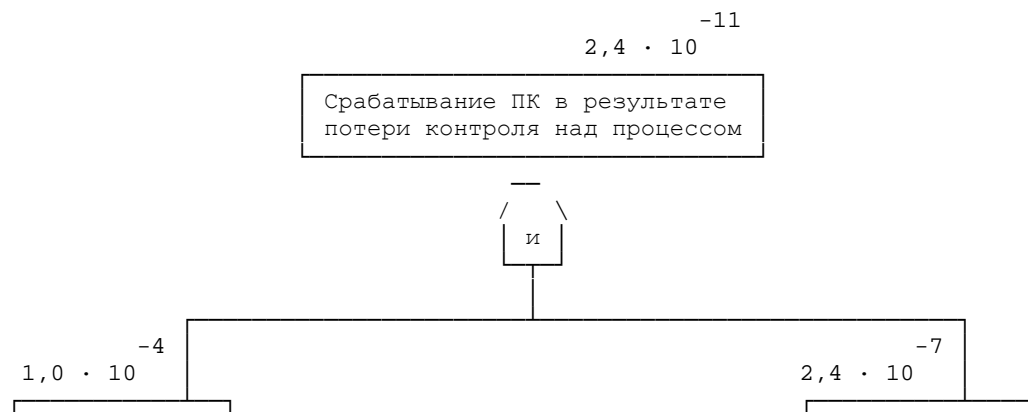 -11
2,4 · 10
Срабатывание ПК в результате
потери контроля над процессом
и
-4 -7
1,0 · 10 2,4 · 10